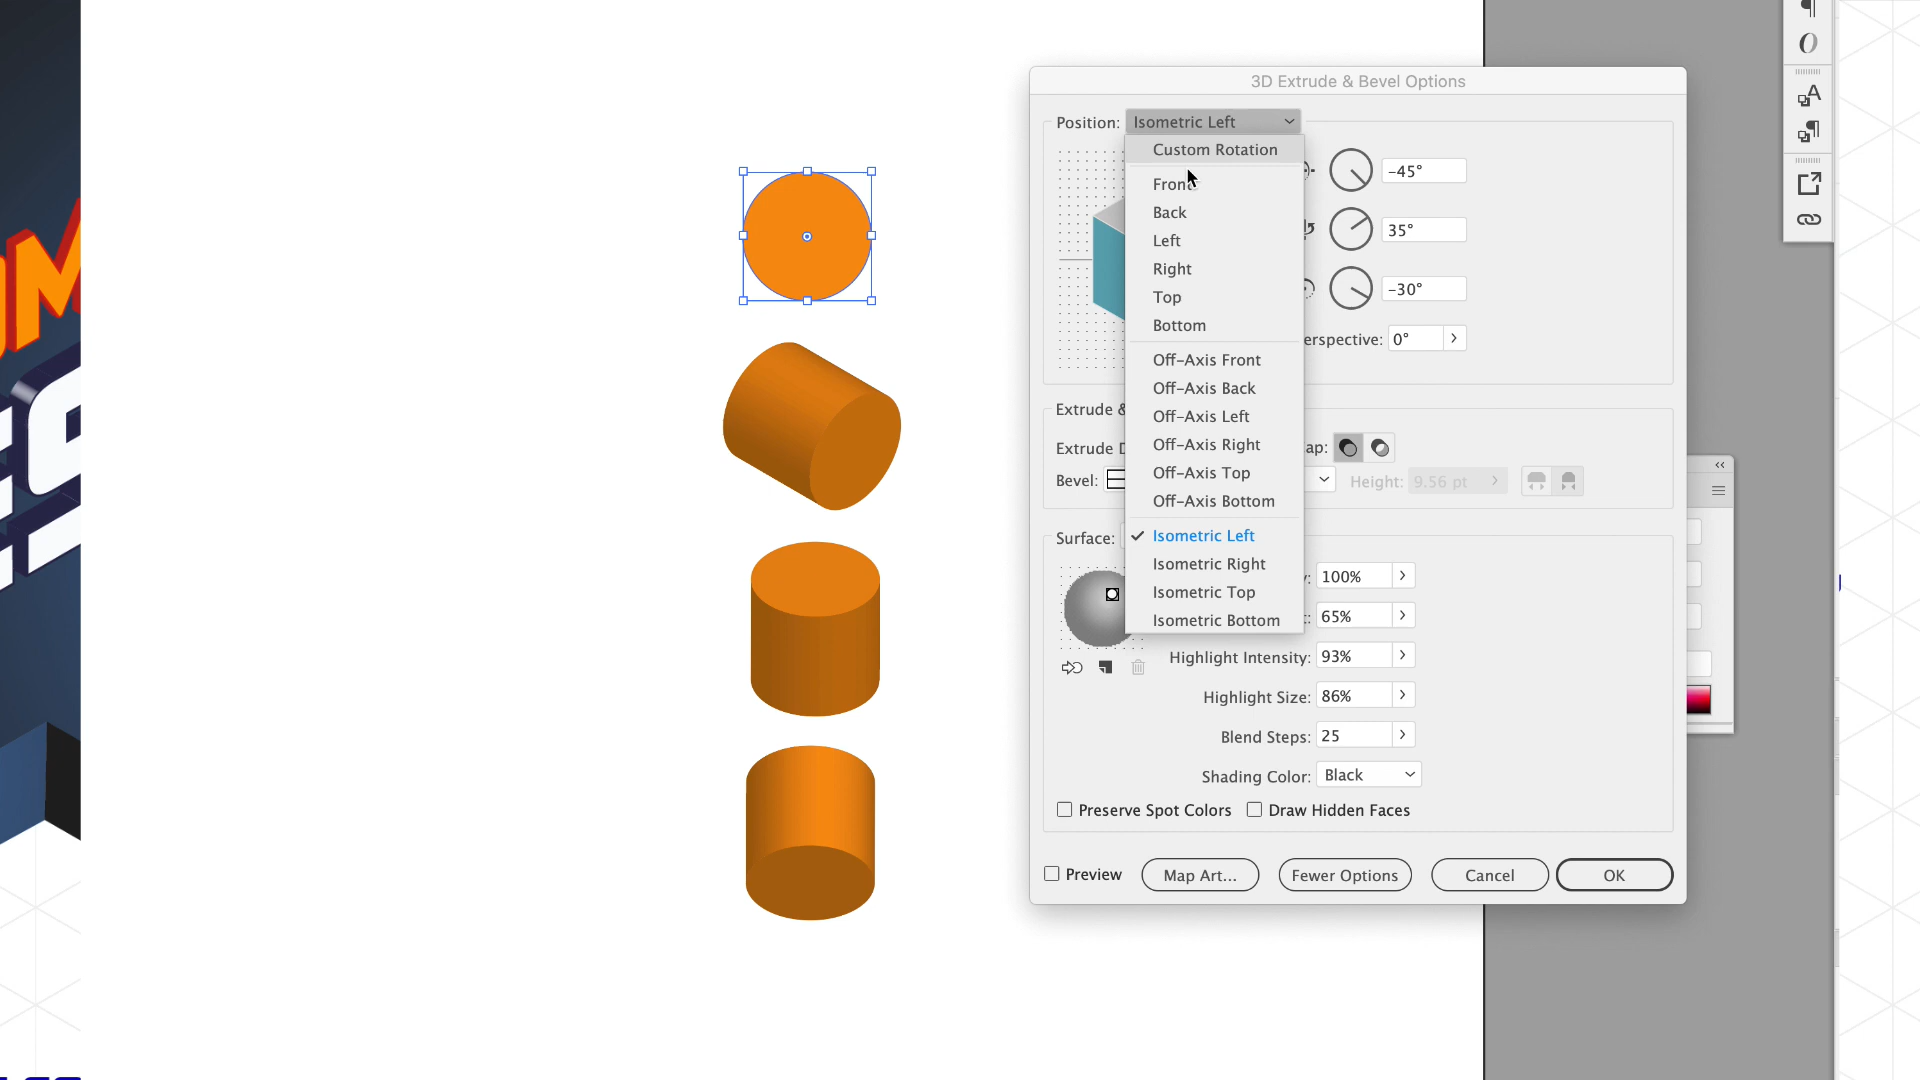 3D Extrude & Bevel Options
Position: Isometric Left
Custom Rotation
Front
Back
Left
Right
Top
Bottom
Off-Axis Front
Off-Axis Back
Off-Axis Left
Off-Axis Right
Off-Axis Top
Off-Axis Bottom
Isometric Left
Isometric Right
Isometric Top
Isometric Bottom
-45°
35°
-30°
erspective: 0°
Extrude &
Extrude D
ap:
Bevel:
Height: 9.56 pt
Surface:
100%
65%
Highlight Intensity: 93%
Highlight Size: 86%
Blend Steps: 25
Shading Color: Black
Preserve Spot Colors
Draw Hidden Faces
Preview
Map Art...
Fewer Options
Cancel
OK